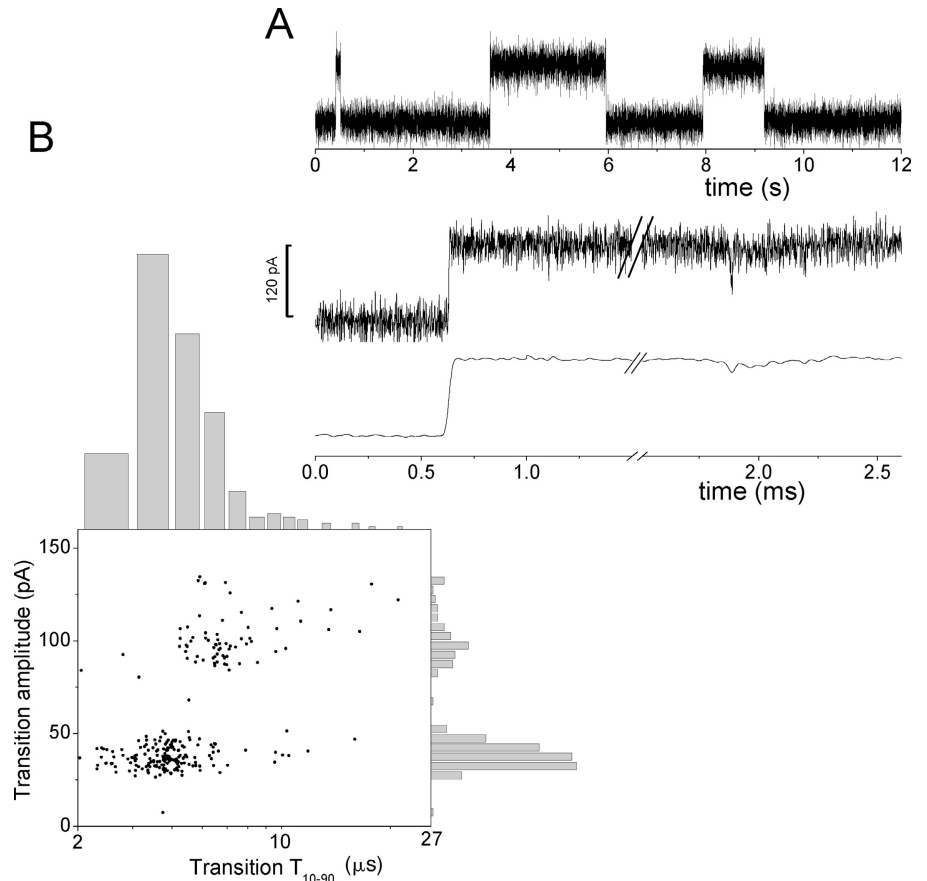 A
0 2 4 6 8 10 12
time (s)
B
120 pA
0.0 0.5 1.0 2.0 2.5
time (ms)
150
100
50
0
Transition amplitude (pA)
2 10 27
Transition T10-90 (μs)